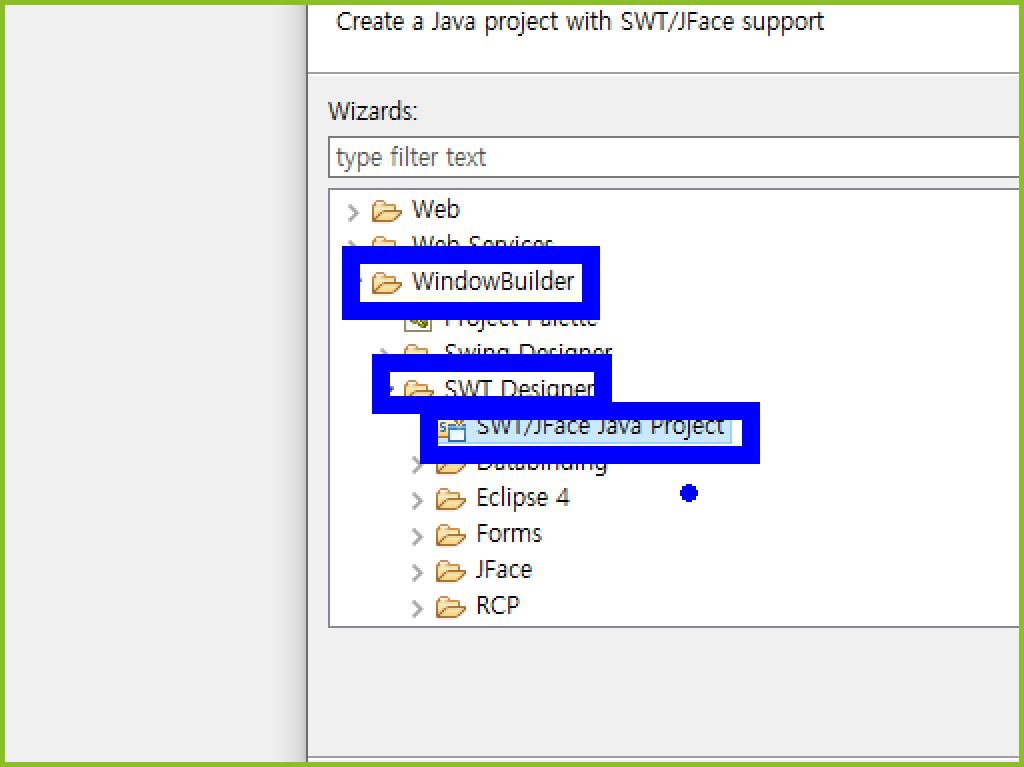 Create a Java project with SWT/JFace support
Wizards:
type filter text
Web
Web Services
WindowBuilder
Project Palette
Swing Designer
SWT Designer
SWT/JFace Java Project
Databinding
Eclipse 4
Forms
JFace
RCP